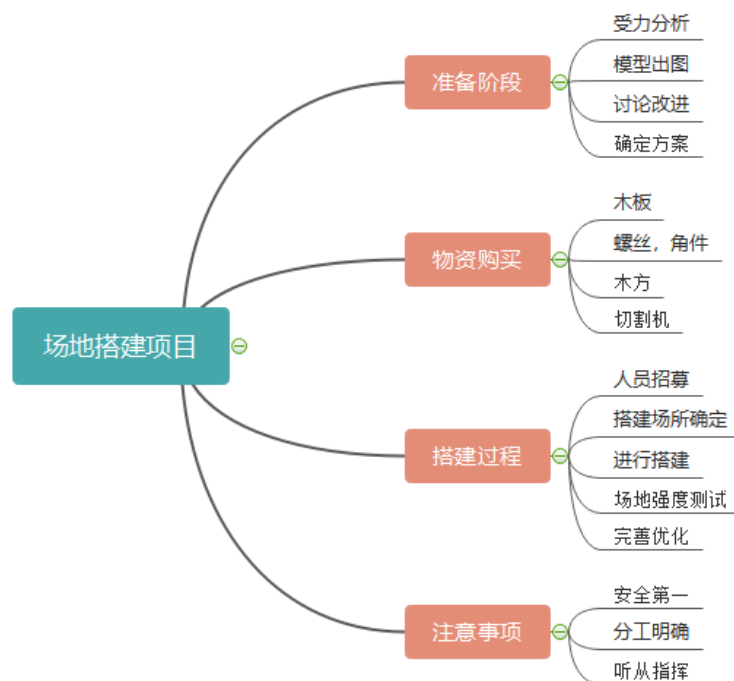 场地搭建项目
准备阶段
受力分析
模型出图
讨论改进
确定方案
物资购买
木板
螺丝，角件
木方
切割机
搭建过程
人员招募
搭建场所确定
进行搭建
场地强度测试
完善优化
注意事项
安全第一
分工明确
听从指挥